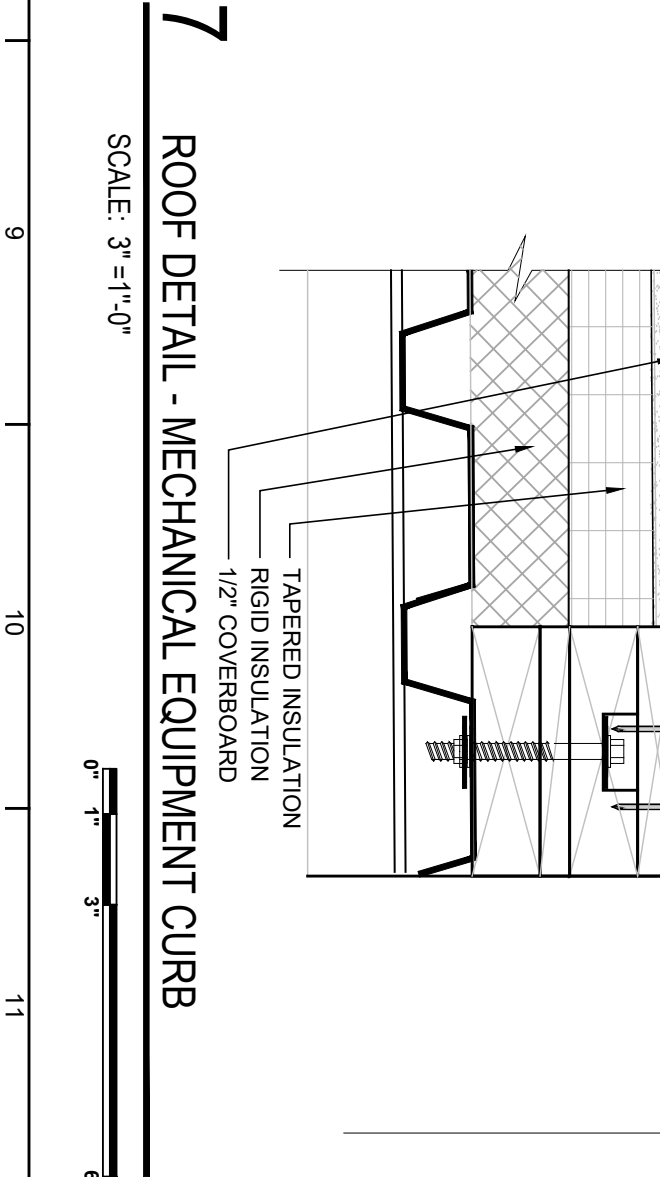 TAPERED INSULATION
RIGID INSULATION
1/2" COVERBOARD
7
ROOF DETAIL - MECHANICAL EQUIPMENT CURB
SCALE: 3" =1'-0"
0" 1" 3"
9 10 11